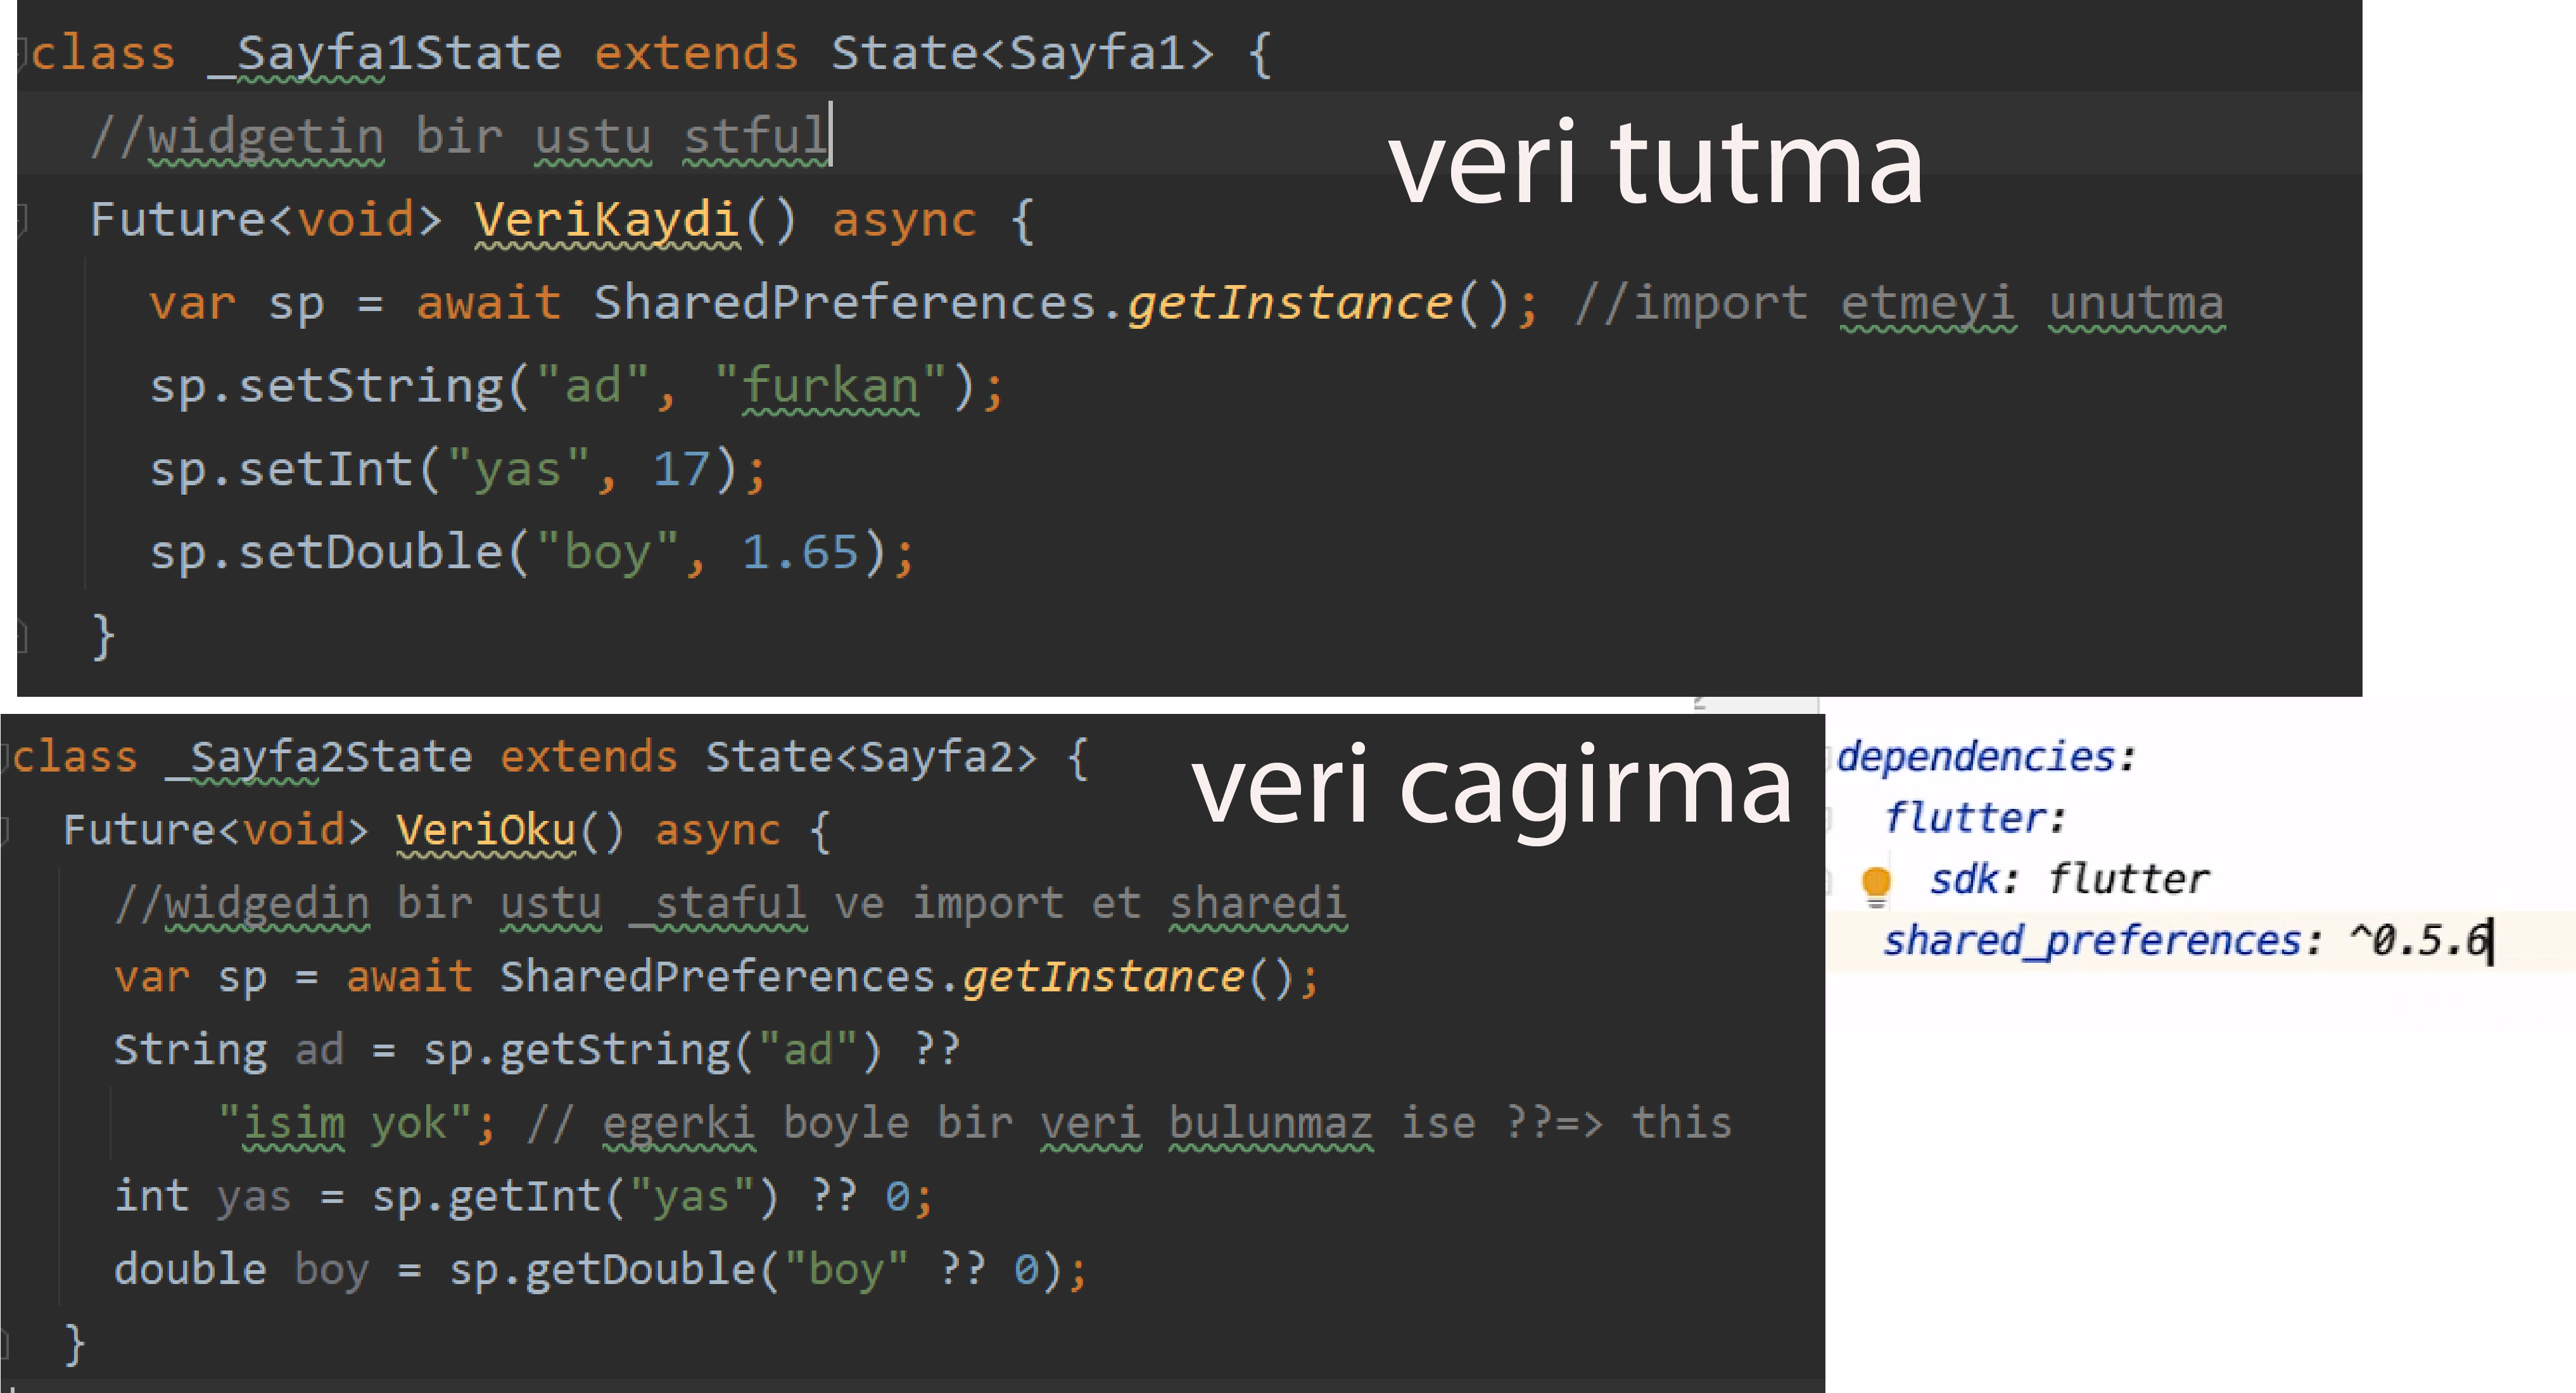 class _Sayfa1State extends State<Sayfa1> {
//widgetin bir ustu stful
veri tutma
Future<void> VeriKaydi() async {
var sp = await SharedPreferences.getInstance(); //import etmeyi unutma
sp.setString("ad", "furkan");
sp.setInt("yas", 17);
sp.setDouble("boy", 1.65);
}
class _Sayfa2State extends State<Sayfa2> {
veri cagirma
Future<void> VeriOku() async {
//widgedin bir ustu _staful ve import et sharedi
var sp = await SharedPreferences.getInstance();
String ad = sp.getString("ad") ??
"isim yok"; // egerki boyle bir veri bulunmaz ise ??=> this
int yas = sp.getInt("yas") ?? 0;
double boy = sp.getDouble("boy" ?? 0);
}
dependencies:
flutter:
sdk: flutter
shared_preferences: ^0.5.6